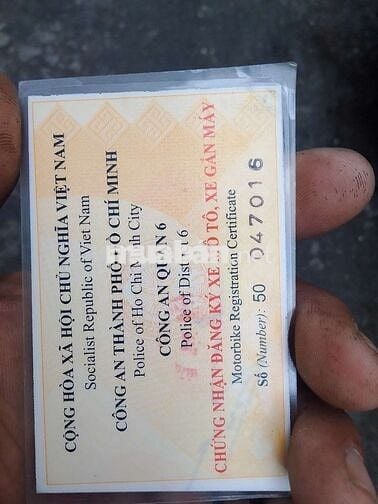 CỘNG HÒA XÃ HỘI CHỦ NGHĨA VIỆT NAM
Socialist Republic of Viet Nam
CÔNG AN THÀNH PHỐ HỒ CHÍ MINH
Police of Ho Chi Minh City
CÔNG AN QUẬN 6
Police of District 6
CHỨNG NHẬN ĐĂNG KÝ XE MÔ TÔ, XE GẮN MÁY
Motorbike Registration Certificate
Số (Number): 50 047016